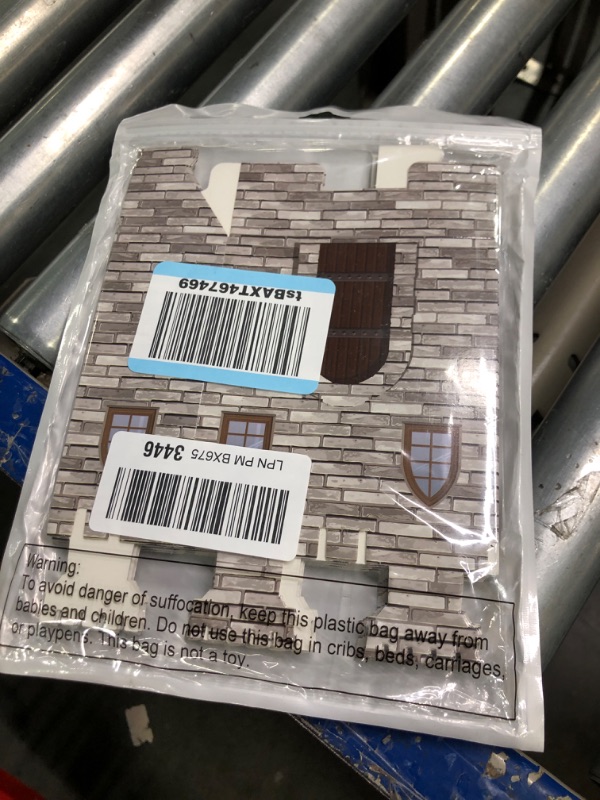 tsBAXT467469
LPN PM BX675 3446
Warning:
To avoid danger of suffocation, keep this plastic bag away from
babies and children. Do not use this bag in cribs, beds, carriages,
or playpens. This bag is not a toy.